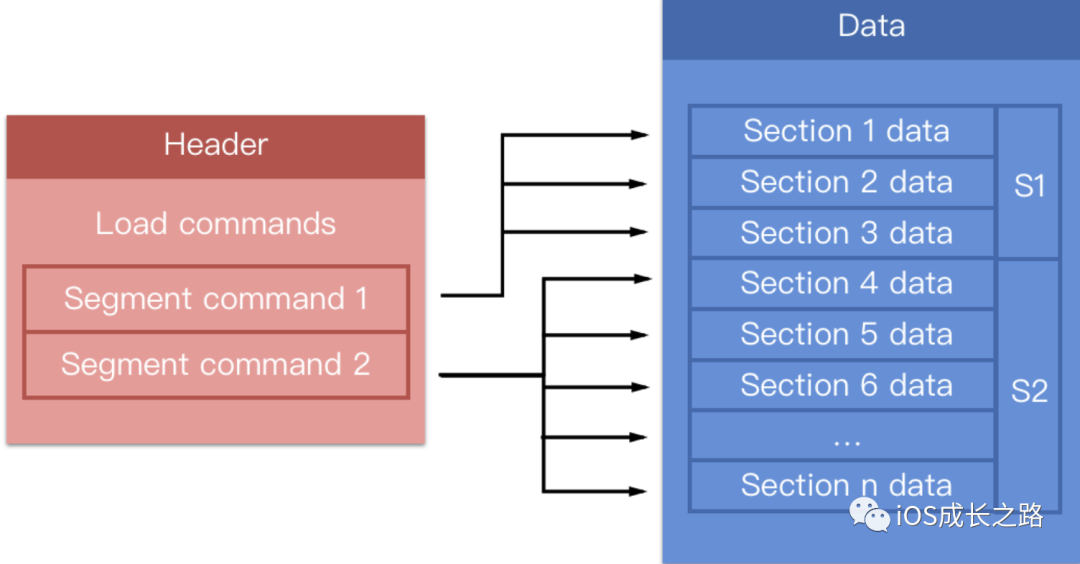 Header
Load commands
Segment command 1
Segment command 2
Data
Section 1 data
Section 2 data
Section 3 data
S1
Section 4 data
Section 5 data
Section 6 data
...
Section n data
S2
iOS成长之路